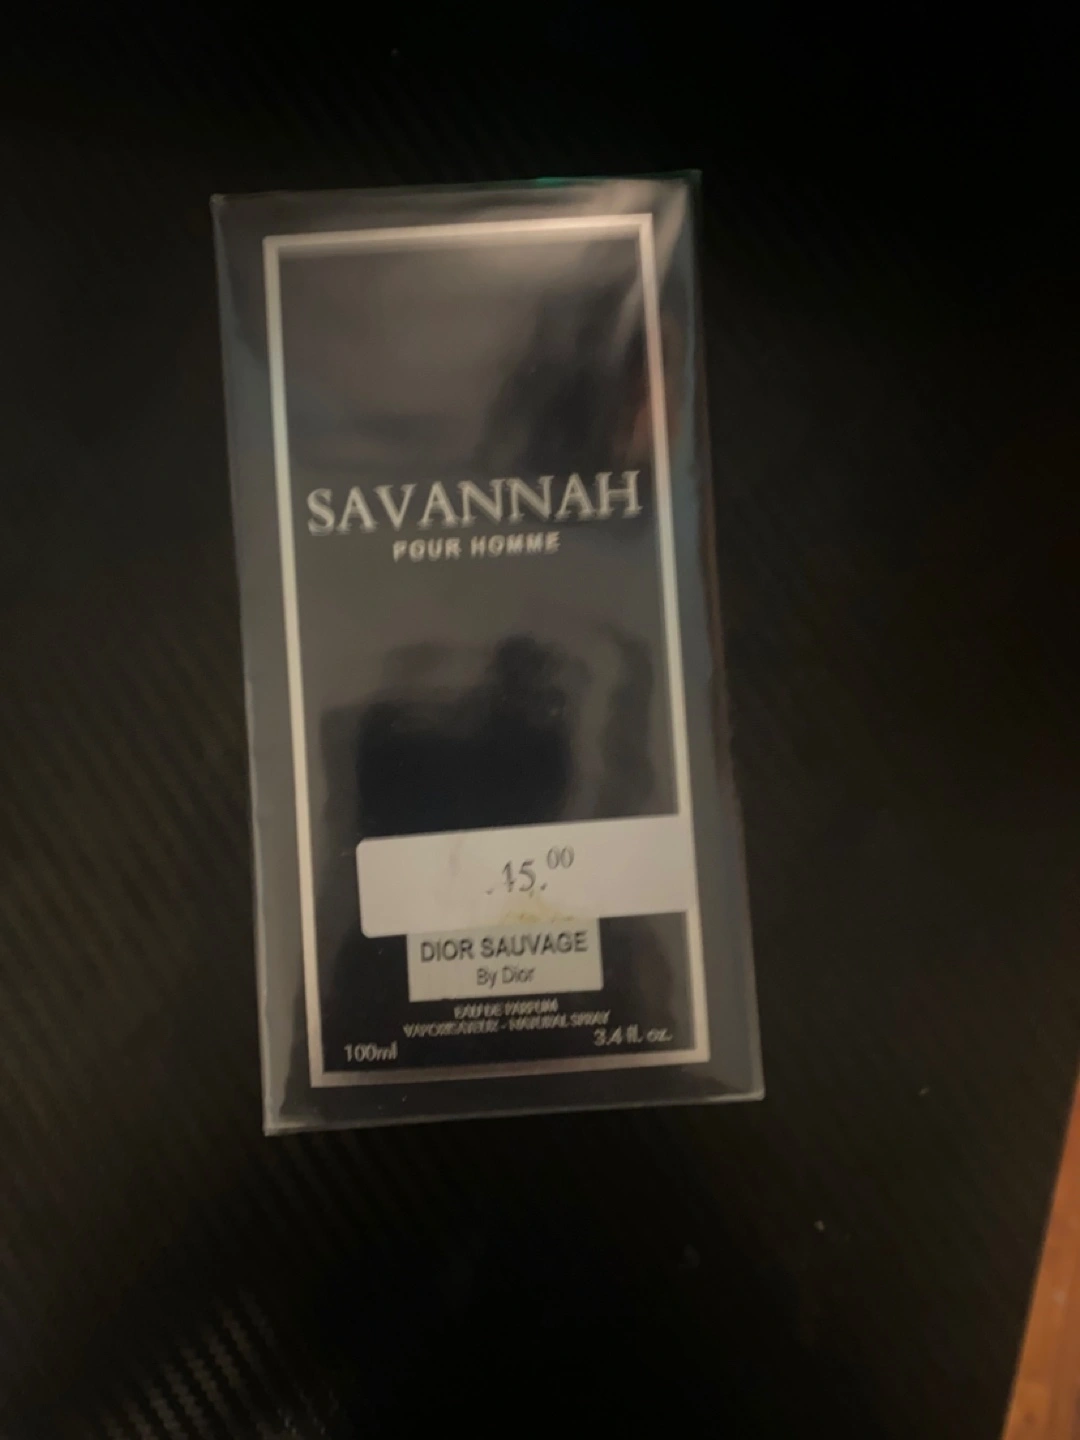 SAVANNAH
POUR HOMME
.15.00
DIOR SAUVAGE
By Dior
EAU DE PARFUM
VAPORISATEUR - NATURAL SPRAY
100ml
3.4 fl. oz.